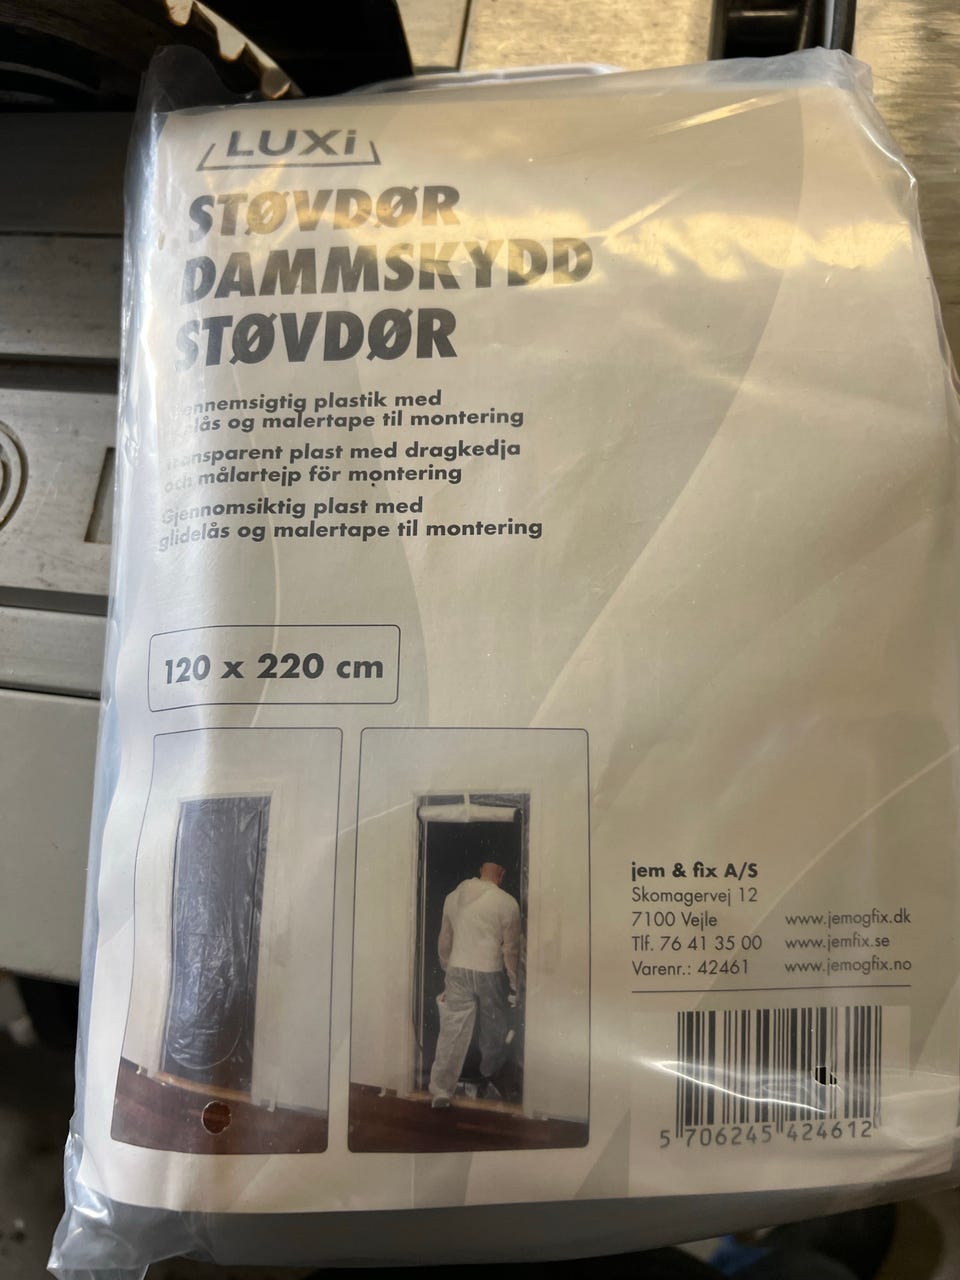 LUXi
STØVDØR
DAMMSKYDD
STØVDØR
plastik med
og malertape til montering
Transparent plast med dragkedja
och målartejp för montering
Gjennomsiktig plast med
glidelås og malertape til montering
120 x 220 cm
jem & fix A/S
Skomagervej 12
7100 Vejle www.jemogfix.dk
Tlf. 76 41 35 00 www.jemfix.se
Varenr.: 42461 www.jemogfix.no
5 706245 424612